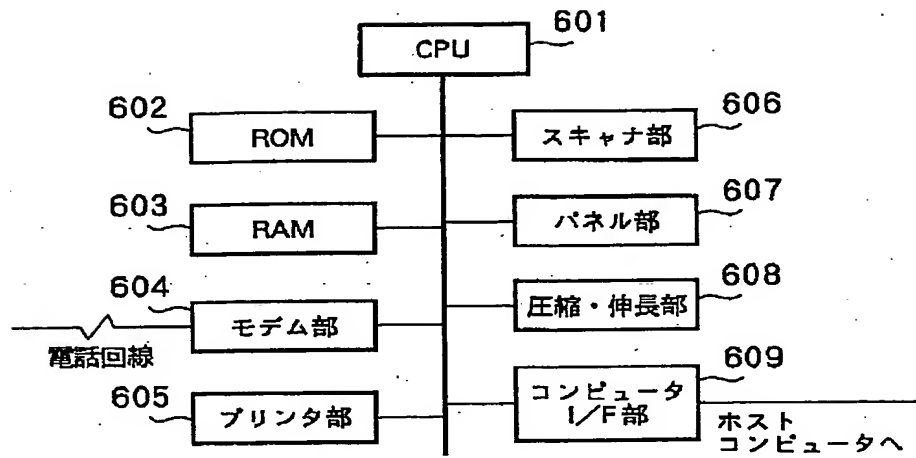 601
CPU
602
ROM
606
スキャナ部
603
RAM
607
パネル部
604
モデム部
電話回線
608
圧縮・伸長部
605
プリンタ部
609
コンピュータ
I/F部
ホスト
コンピュータへ